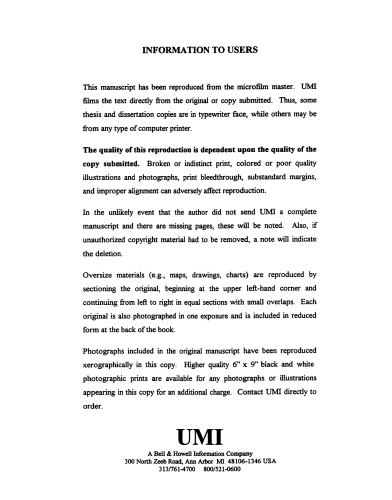 INFORMATION TO USERS
This manuscript has been reproduced from the microfilm master. UMI
films the text directly from the original or copy submitted. Thus, some
thesis and dissertation copies are in typewriter face, while others may be
from any type of computer printer.
The quality of this reproduction is dependent upon the quality of the
copy submitted. Broken or indistinct print, colored or poor quality
illustrations and photographs, print bleedthrough, substandard margins,
and improper alignment can adversely affect reproduction.
In the unlikely event that the author did not send UMI a complete
manuscript and there are missing pages, these will be noted. Also, if
unauthorized copyright material had to be removed, a note will indicate
the deletion.
Oversize materials (e.g., maps, drawings, charts) are reproduced by
sectioning the original, beginning at the upper left-hand corner and
continuing from left to right in equal sections with small overlaps. Each
original is also photographed in one exposure and is included in reduced
form at the back of the book.
Photographs included in the original manuscript have been reproduced
xerographically in this copy. Higher quality 6” x 9” black and white
photographic prints are available for any photographs or illustrations
appearing in this copy for an additional charge. Contact UMI directly to
order.
UMI
A Bell & Howell Information Company
300 North Zeeb Road, Ann Arbor MI 48106-1346 USA
313/761-4700 800/521-0600